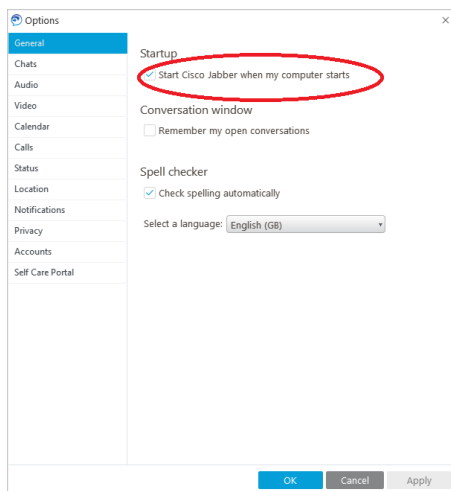 Options
General
Chats
Audio
Video
Calendar
Calls
Status
Location
Notifications
Privacy
Accounts
Self Care Portal
Startup
Start Cisco Jabber when my computer starts
Conversation window
Remember my open conversations
Spell checker
Check spelling automatically
Select a language: English (GB)
OK Cancel Apply